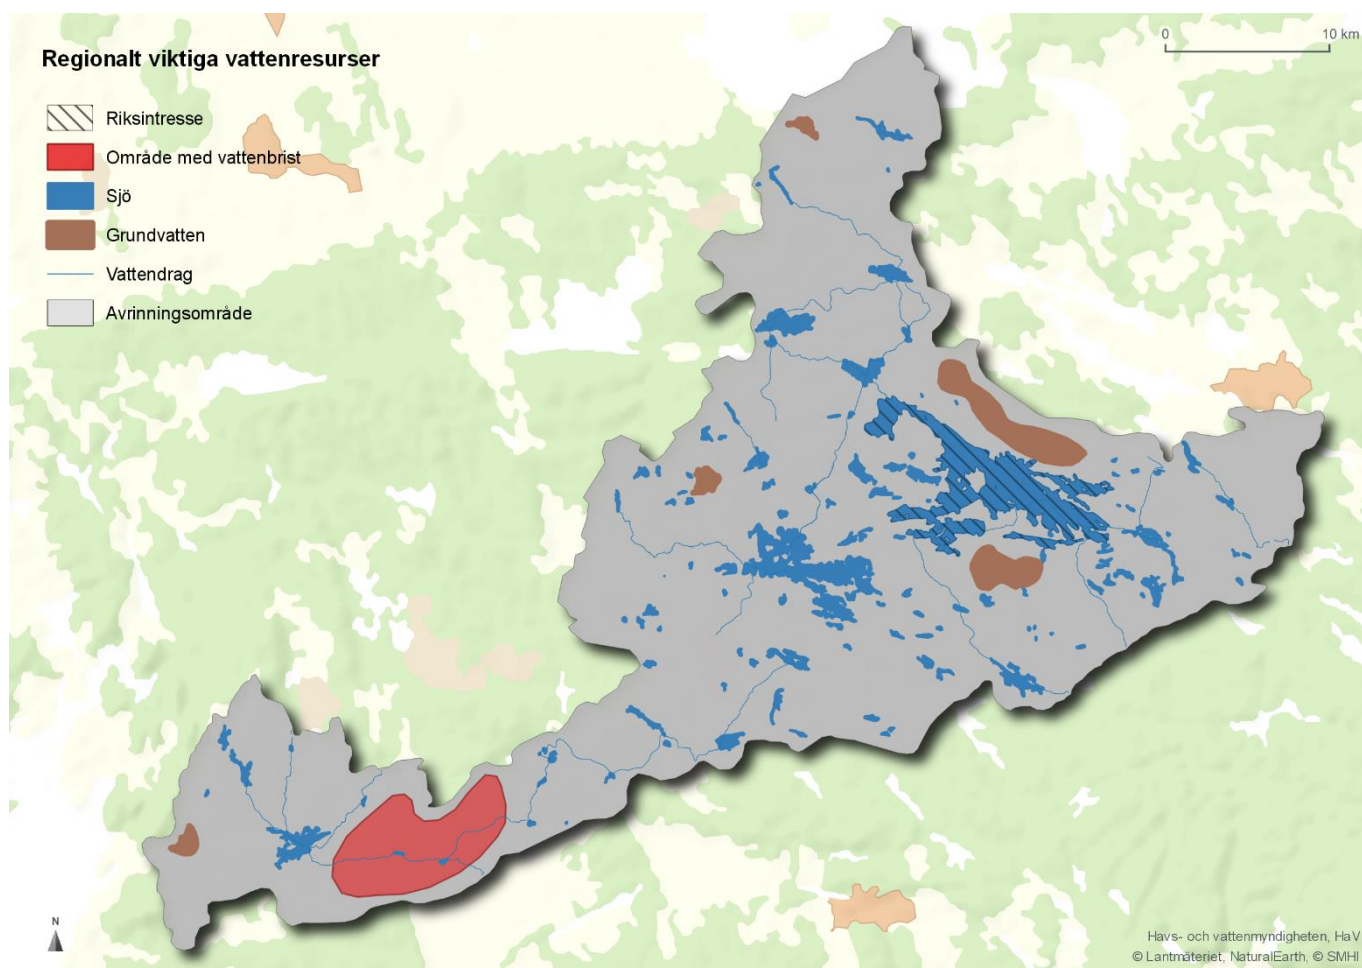 Regionalt viktiga vattenresurser
0 10 km
Riksintresse
Område med vattenbrist
Sjö
Grundvatten
Vattendrag
Avrinningsområde
N
Havs- och vattenmyndigheten, HaV
© Lantmäteriet, NaturalEarth, © SMHI